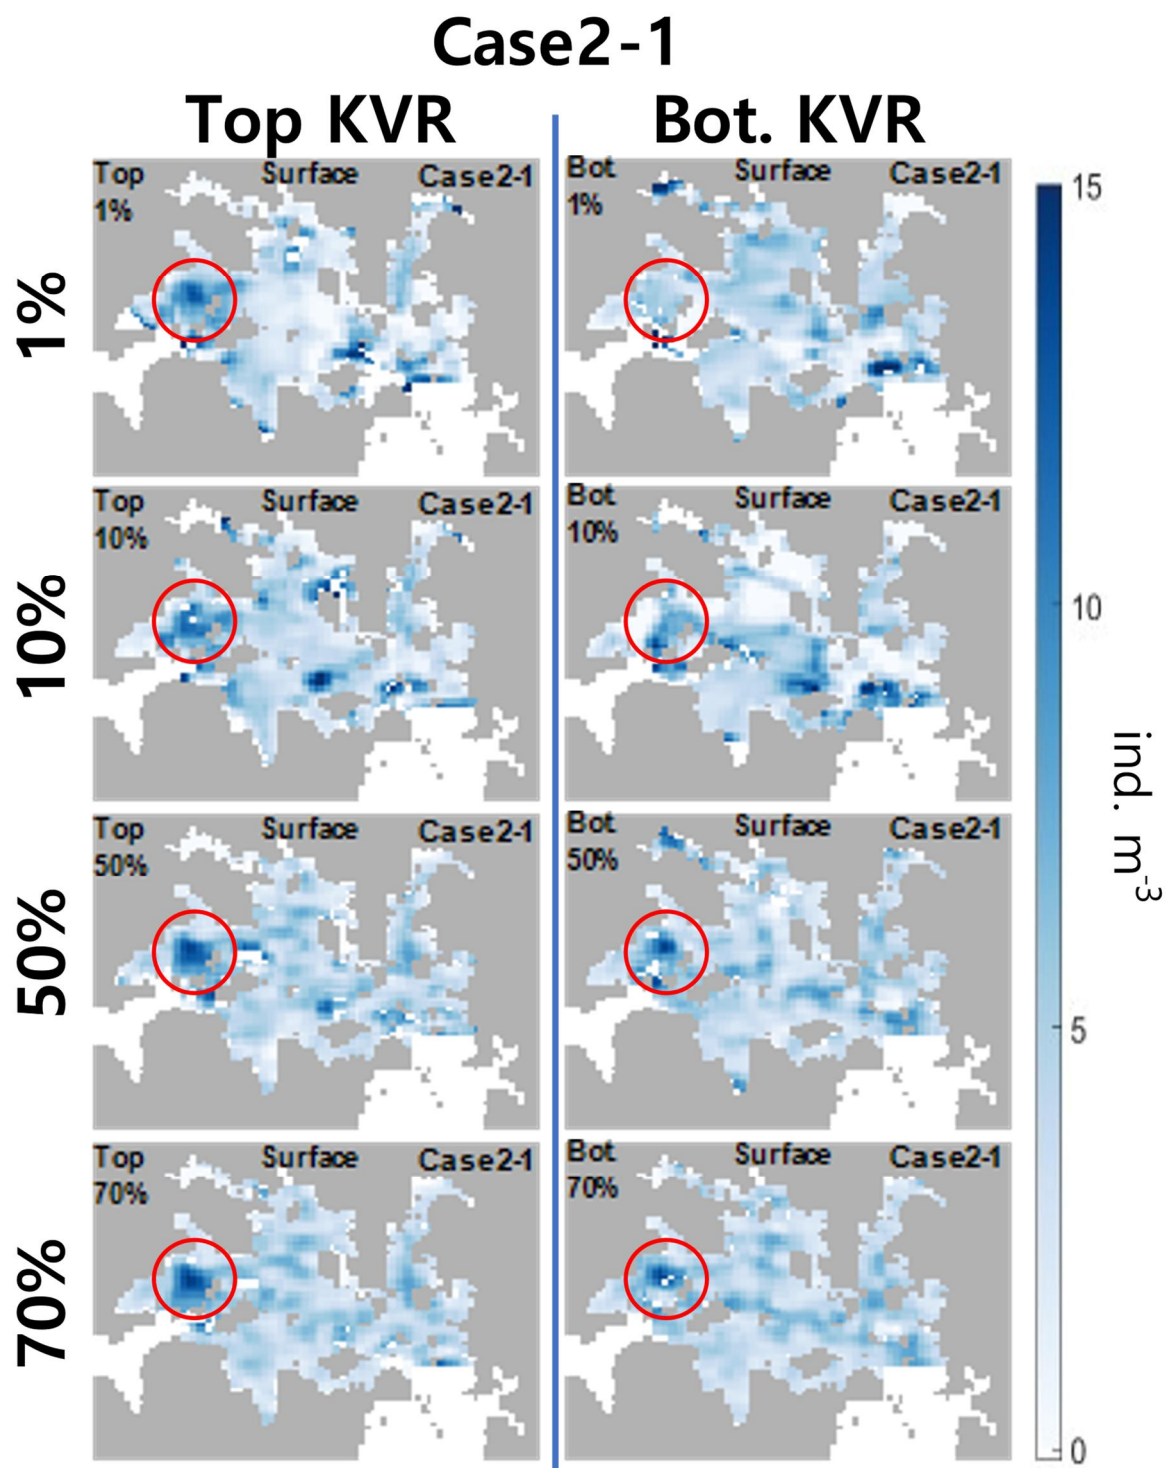 Case2-1
Top KVR
Bot. KVR
1%
Top Surface Case2-1
1%
Bot Surface Case2-1
1%
15
10%
Top Surface Case2-1
10%
Bot Surface Case2-1
10%
10
ind. m-3
50%
Top Surface Case2-1
50%
Bot Surface Case2-1
50%
5
70%
Top Surface Case2-1
70%
Bot Surface Case2-1
70%
0